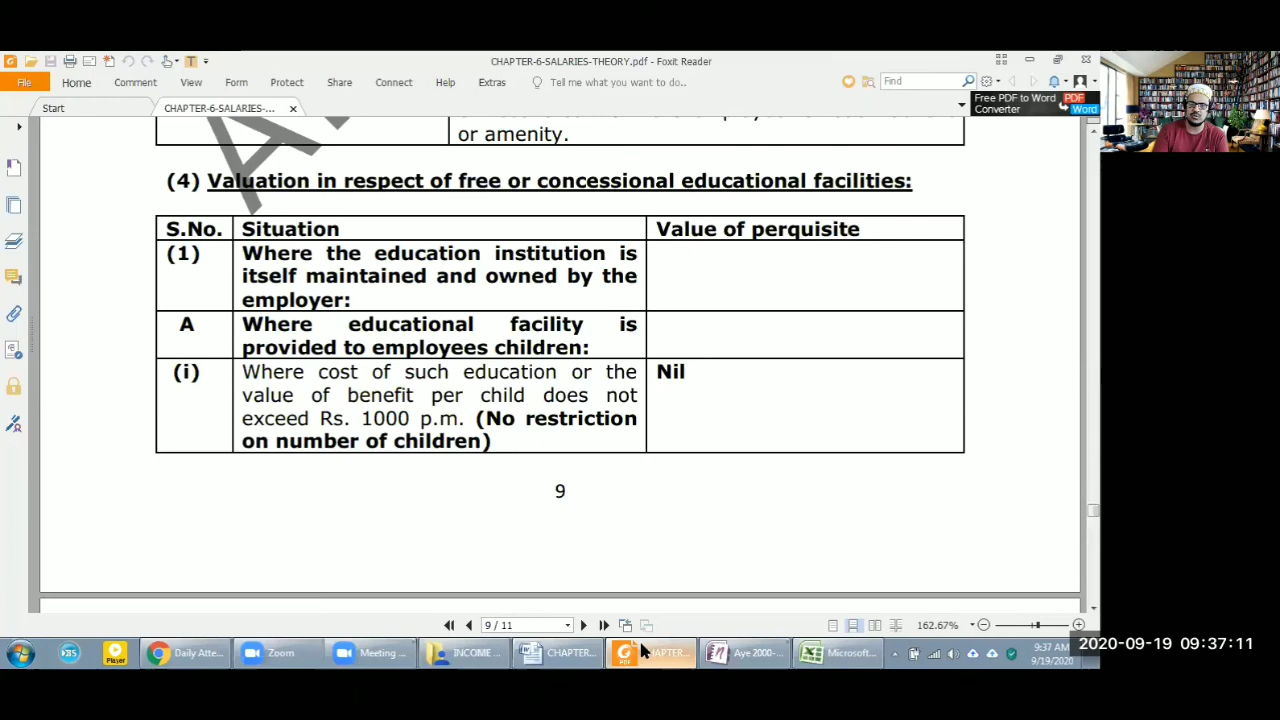 CHAPTER-6-SALARIES-THEORY.pdf - Foxit Reader
File Home Comment View Form Protect Share Connect Help Extras Tell me what you want to do.. Find
Start CHAPTER-6-SALARIES-... Free PDF to Word Converter PDF Word
or amenity.
(4) Valuation in respect of free or concessional educational facilities:
S.No. Situation Value of perquisite
(1) Where the education institution is
itself maintained and owned by the
employer:
A Where educational facility is
provided to employees children:
(i) Where cost of such education or the Nil
value of benefit per child does not
exceed Rs. 1000 p.m. (No restriction
on number of children)
9
9 / 11 162.67%
Daily Atte... Zoom Meeting ... INCOME ... CHAPTER... HAPTER... Aye 2000-... Microsoft... 9:37 AM
9/19/2020
2020-09-19 09:37:11